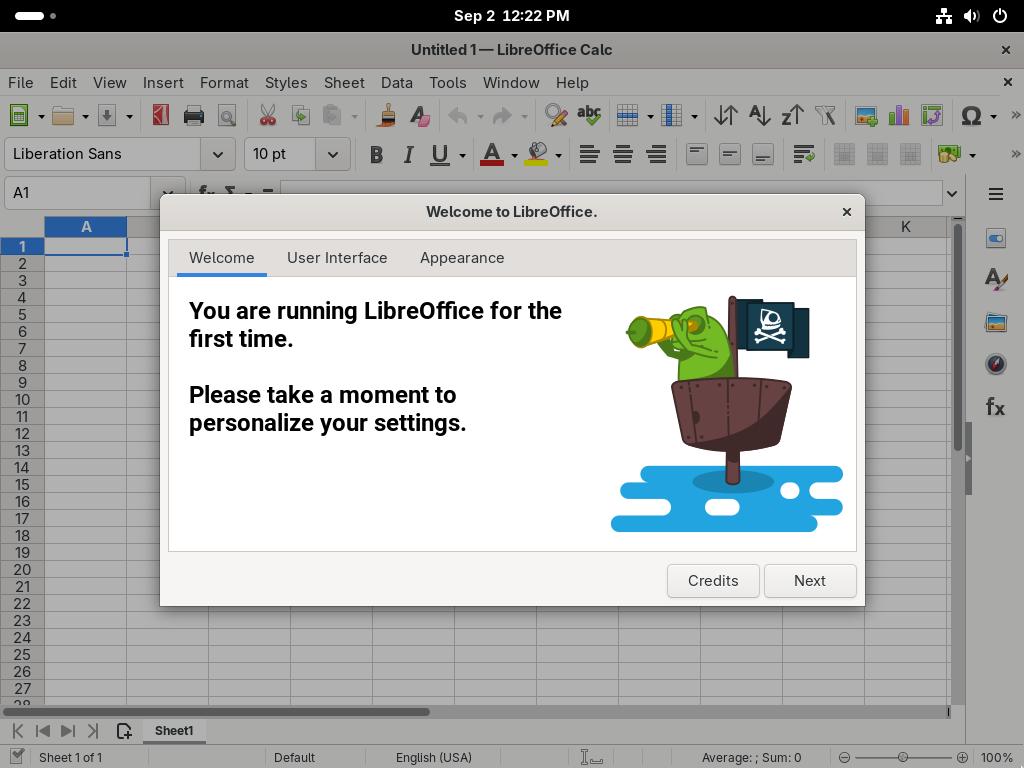 Sep 2 12:22 PM
Untitled 1 — LibreOffice Calc
File Edit View Insert Format Styles Sheet Data Tools Window Help
Liberation Sans 10 pt
A1
A K
1
2
3
4
5
6
7
8
9
10
11
12
13
14
15
16
17
18
19
20
21
22
23
24
25
26
27
28
Welcome to LibreOffice.
Welcome User Interface Appearance
You are running LibreOffice for the
first time.
Please take a moment to
personalize your settings.
Credits Next
Sheet1
Sheet 1 of 1 Default English (USA) Average: ; Sum: 0 100%